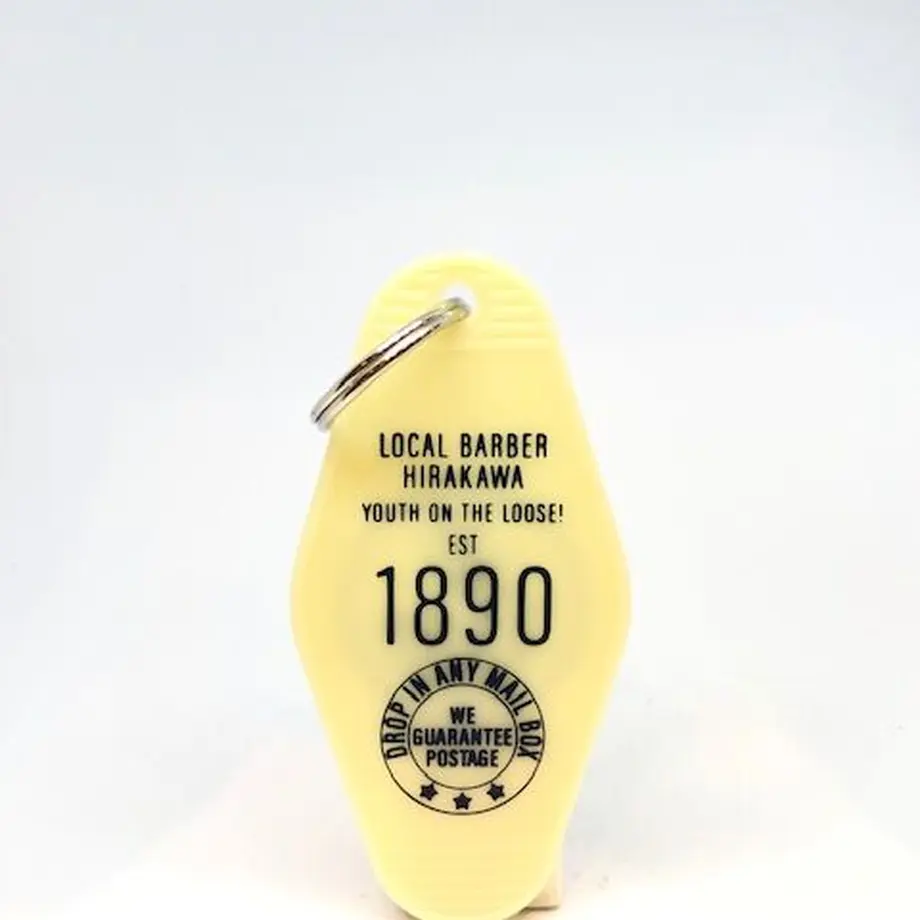 LOCAL BARBER
HIRAKAWA
YOUTH ON THE LOOSE!
EST
1890
DROP IN ANY MAIL BOX
WE
GUARANTEE
POSTAGE